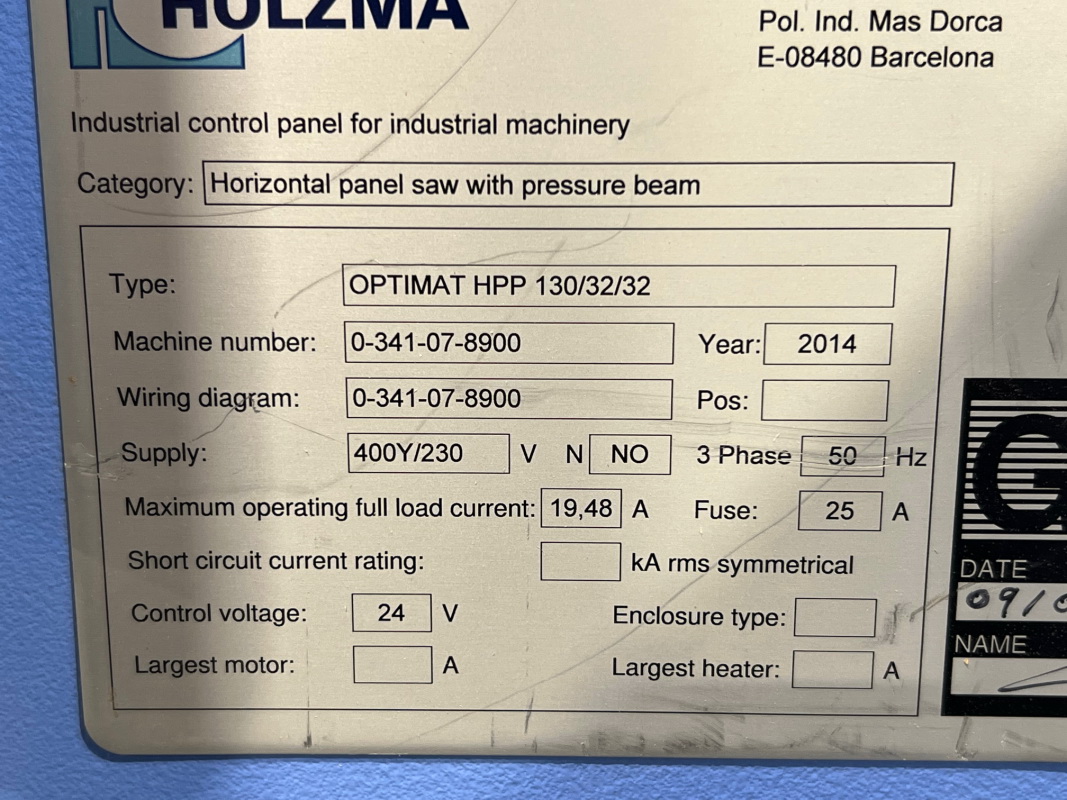 HOLZMA
Pol. Ind. Mas Dorca
E-08480 Barcelona
Industrial control panel for industrial machinery
Category: Horizontal panel saw with pressure beam
Type: OPTIMAT HPP 130/32/32
Machine number: 0-341-07-8900 Year: 2014
Wiring diagram: 0-341-07-8900 Pos:
Supply: 400Y/230 V N NO 3 Phase 50 Hz
Maximum operating full load current: 19,48 A Fuse: 25 A
Short circuit current rating: kA rms symmetrical
Control voltage: 24 V Enclosure type:
Largest motor: A Largest heater: A
G
DATE
09/0
NAME